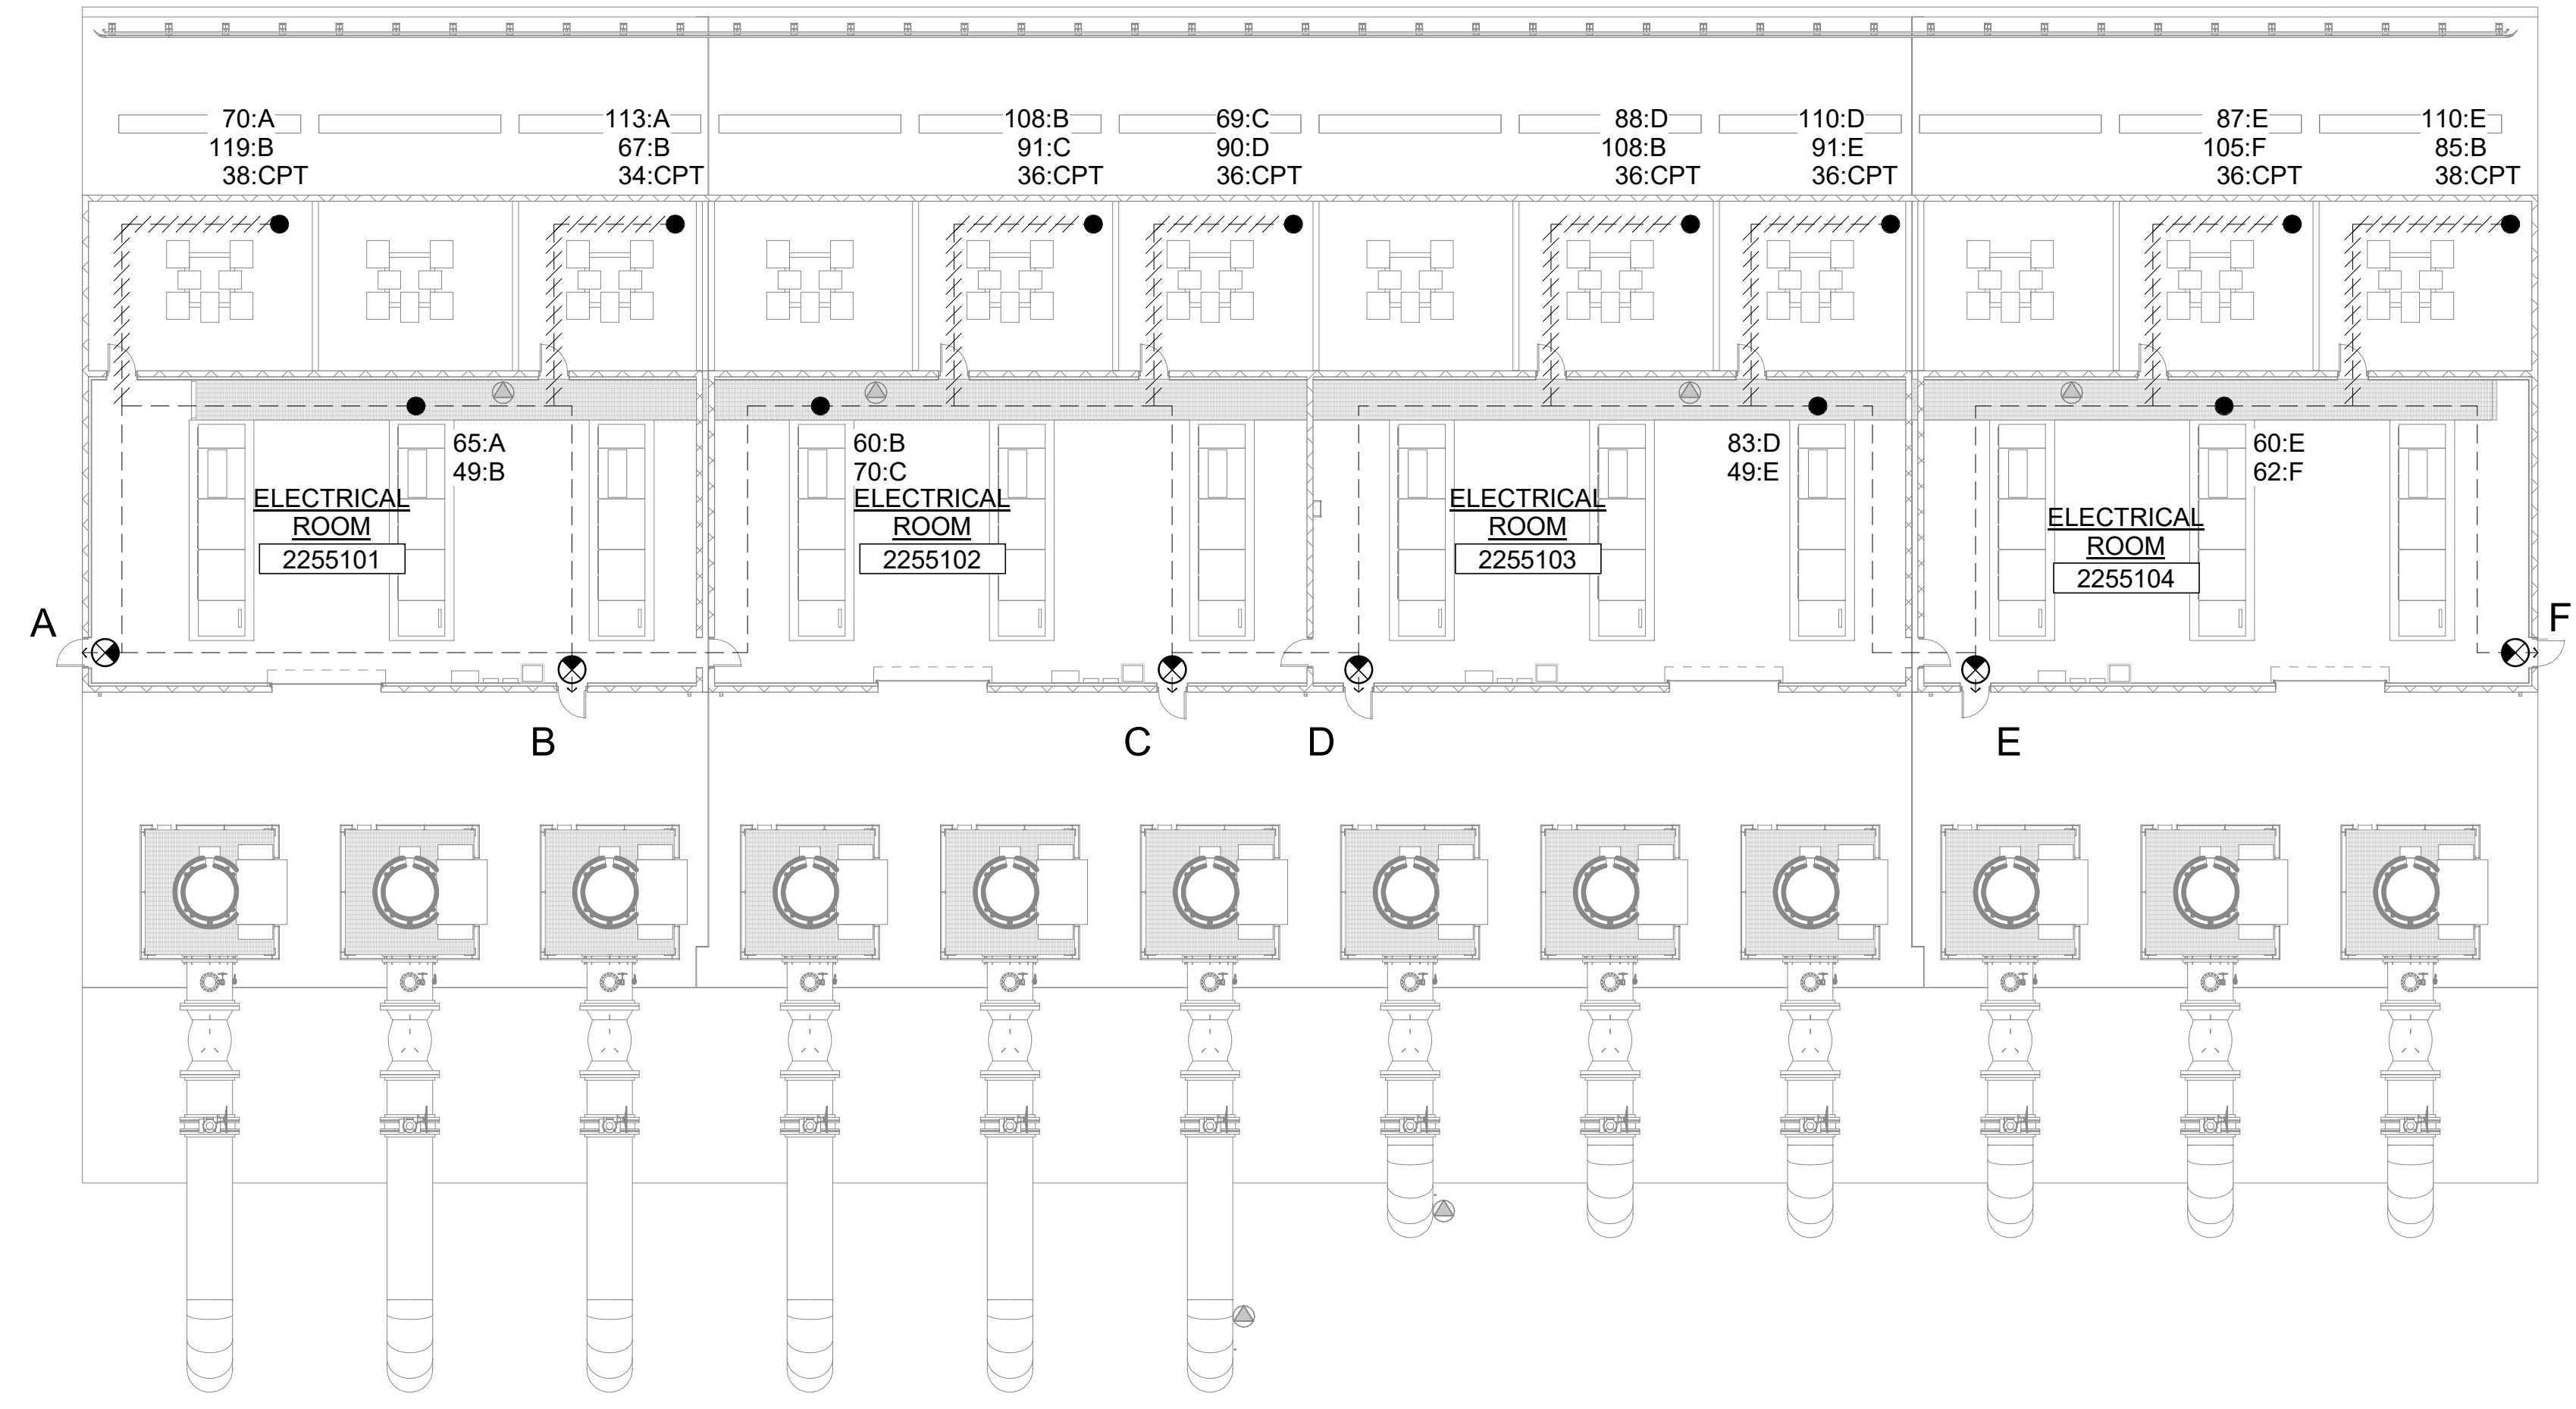 70:A
119:B
38:CPT
113:A
67:B
34:CPT
108:B
91:C
36:CPT
69:C
90:D
36:CPT
88:D
108:B
36:CPT
110:D
91:E
36:CPT
87:E
105:F
36:CPT
110:E
85:B
38:CPT
65:A
49:B
60:B
70:C
83:D
49:E
60:E
62:F
ELECTRICAL
ROOM
2255101
ELECTRICAL
ROOM
2255102
ELECTRICAL
ROOM
2255103
ELECTRICAL
ROOM
2255104
A
F
B
C
D
E